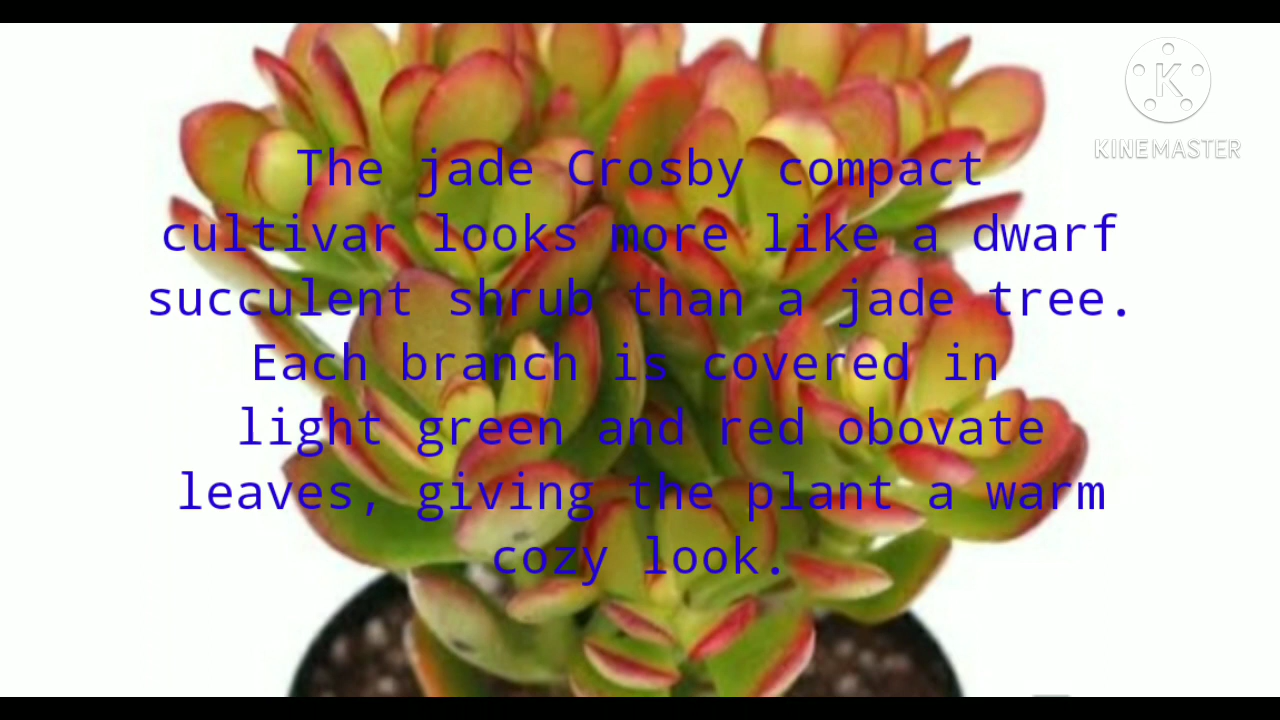 KINEMASTER
The jade Crosby compact
cultivar looks more like a dwarf
succulent shrub than a jade tree.
Each branch is covered in
light green and red obovate
leaves, giving the plant a warm
cozy look.